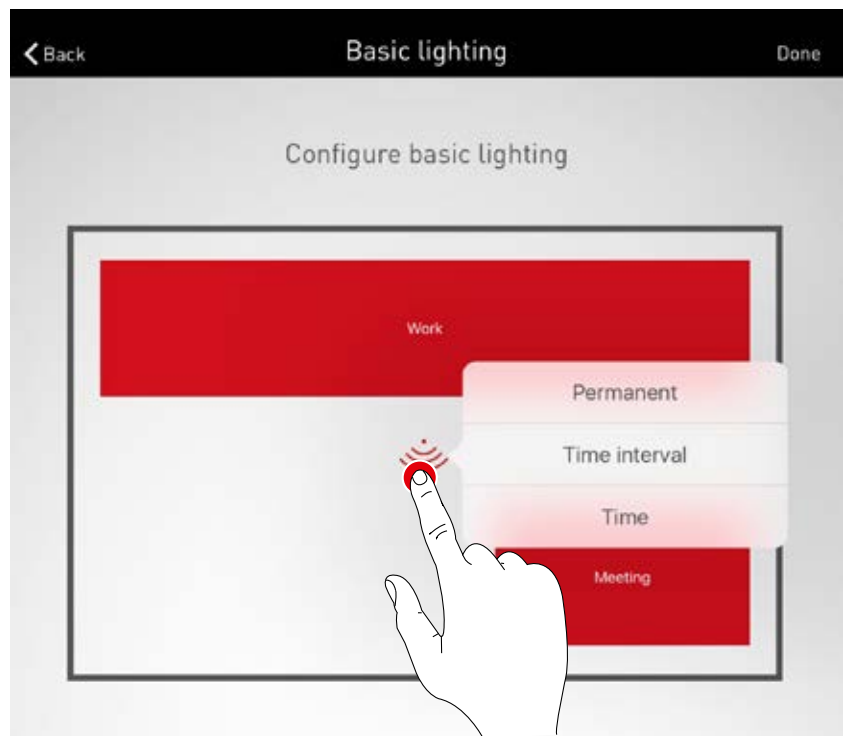 Back
Basic lighting
Done
Configure basic lighting
Work
Permanent
Time interval
Time
Meeting